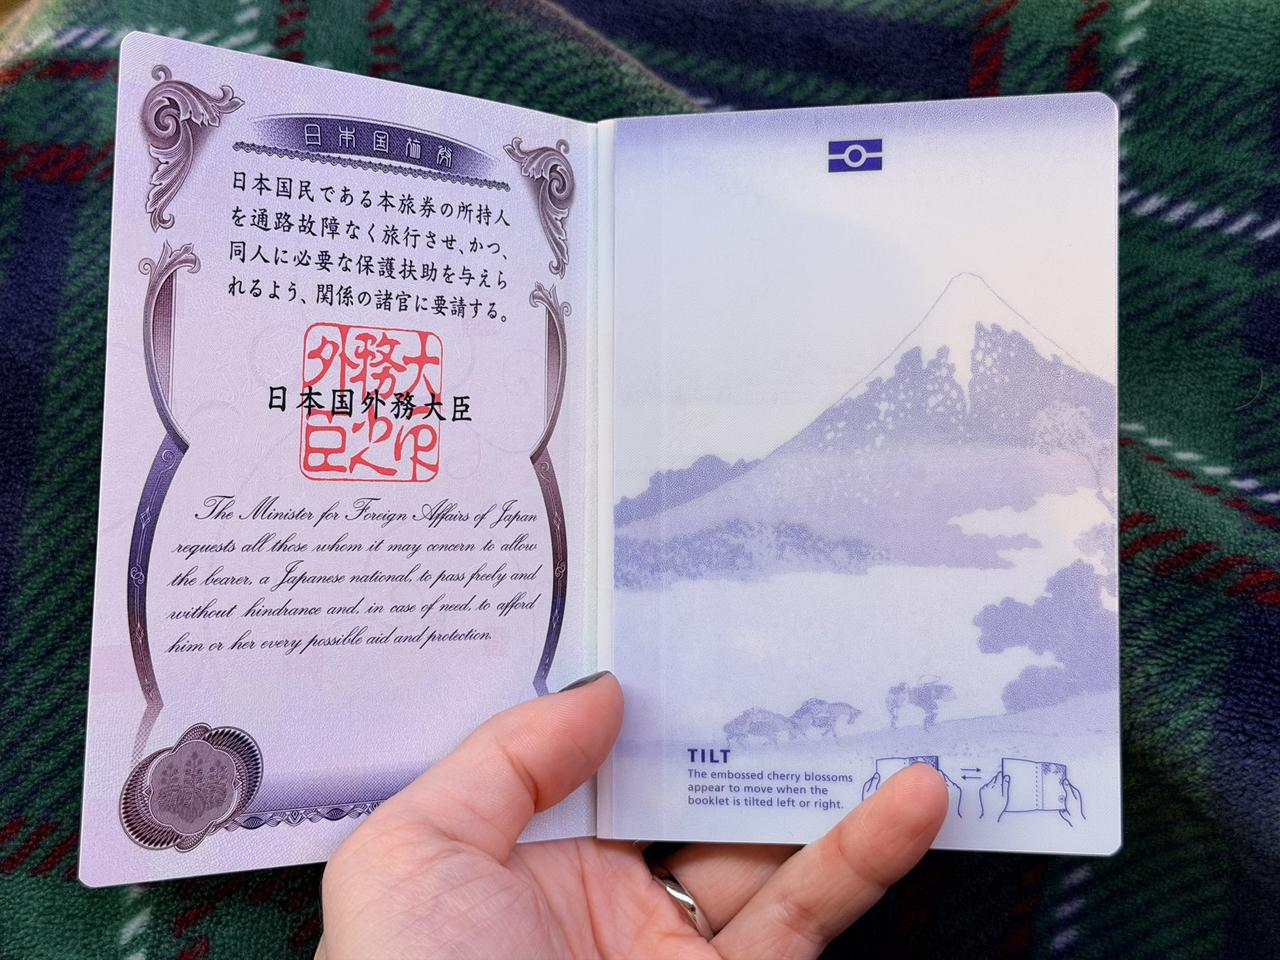 日本国旅券
日本国民である本旅券の所持人
を通路故障なく旅行させ、かつ、
同人に必要な保護扶助を与えら
れるよう、関係の諸官に要請する。
日本国外務大臣
外務大
臣之印
The Minister for Foreign Affairs of Japan
requests all those whom it may concern to allow
the bearer, a Japanese national, to pass freely and
without hindrance and, in case of need, to afford
him or her every possible aid and protection.
TILT
The embossed cherry blossoms
appear to move when the
booklet is tilted left or right.